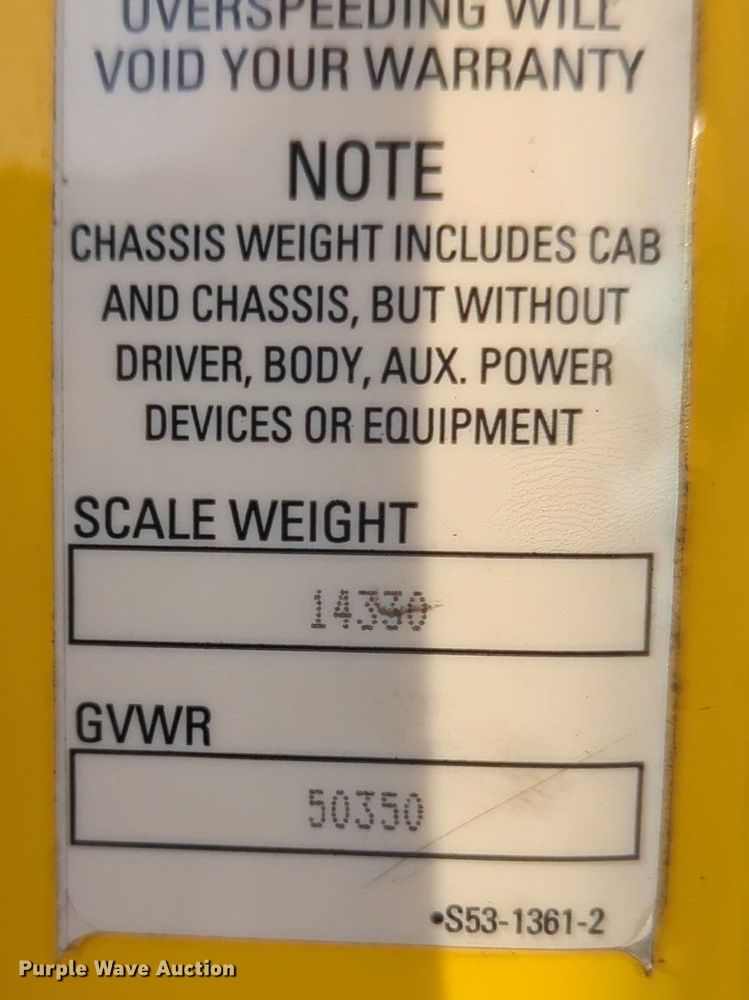 OVERSPEEDING WILL
VOID YOUR WARRANTY
NOTE
CHASSIS WEIGHT INCLUDES CAB
AND CHASSIS, BUT WITHOUT
DRIVER, BODY, AUX. POWER
DEVICES OR EQUIPMENT
SCALE WEIGHT
14330
GVWR
50350
•S53-1361-2
Purple Wave Auction